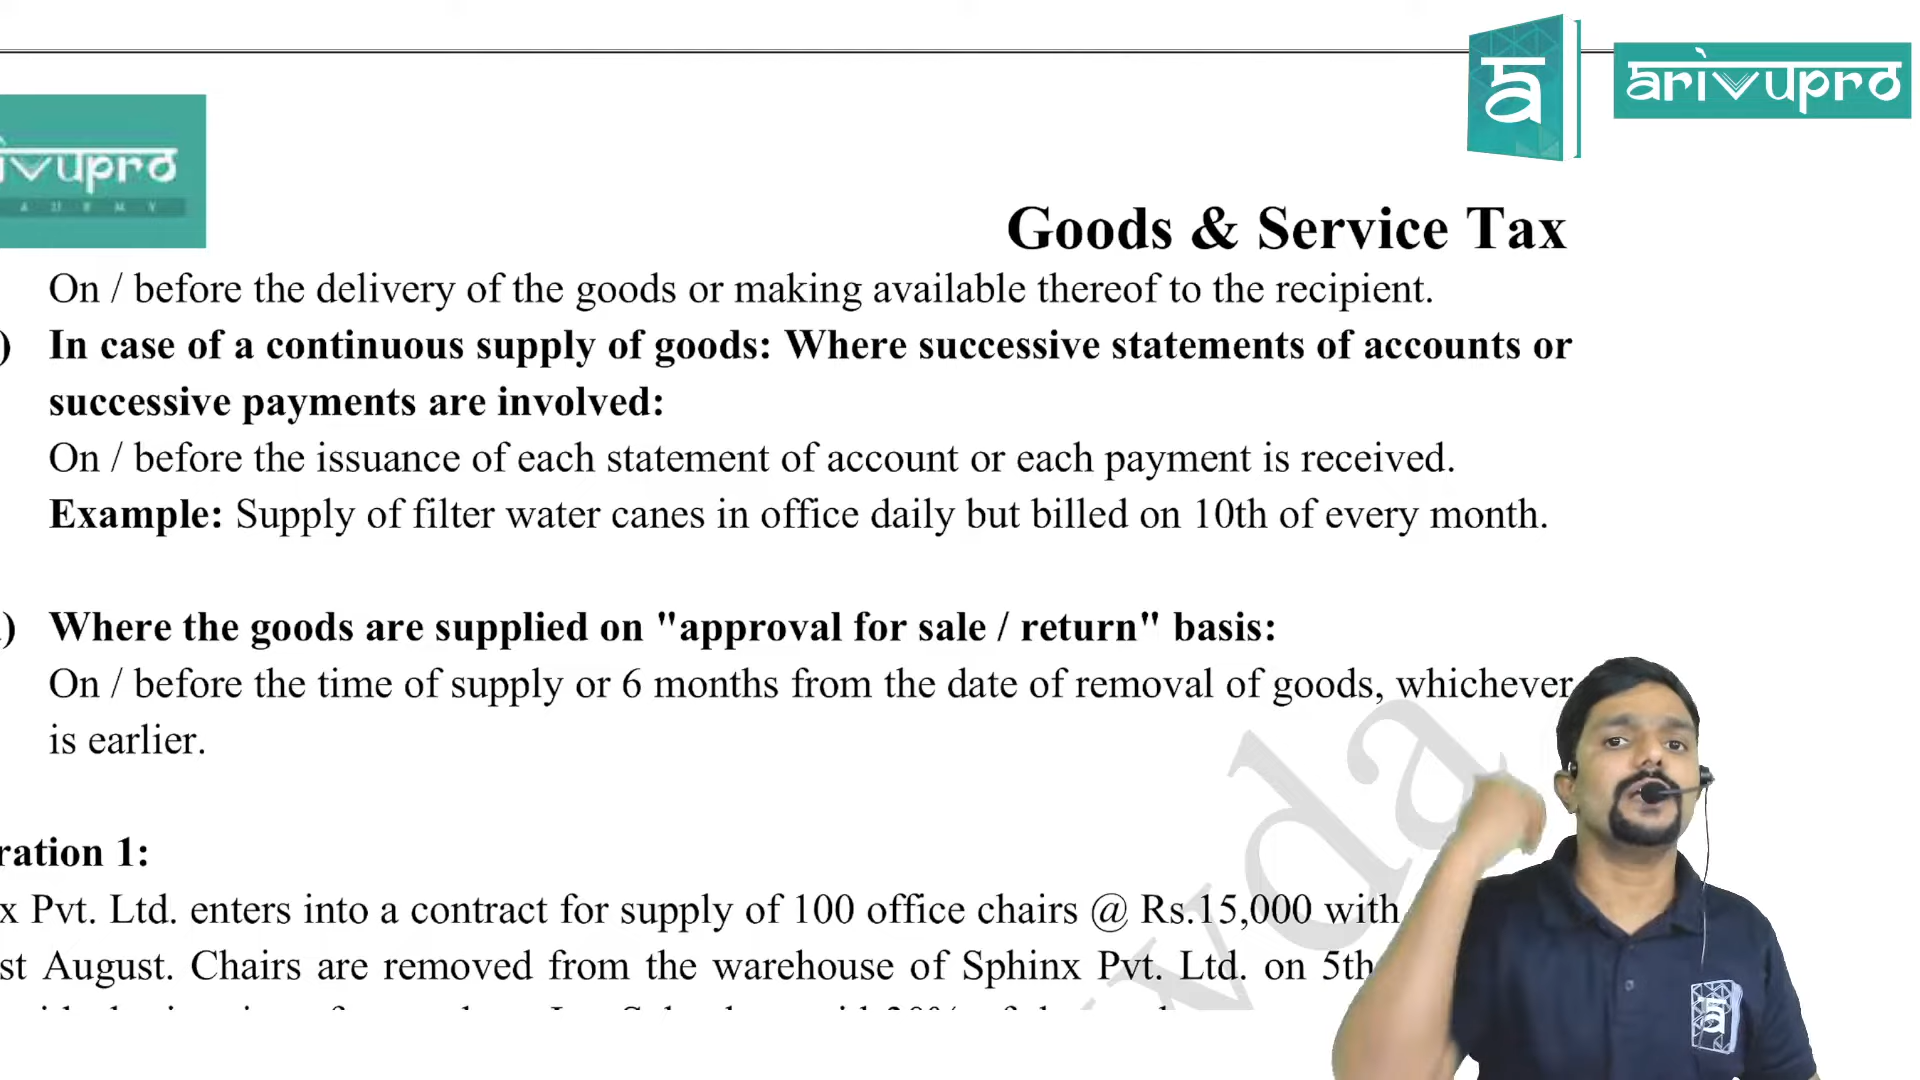 arivupro
ivupro
Goods & Service Tax
On / before the delivery of the goods or making available thereof to the recipient.
) In case of a continuous supply of goods: Where successive statements of accounts or
successive payments are involved:
On / before the issuance of each statement of account or each payment is received.
Example: Supply of filter water canes in office daily but billed on 10th of every month.
) Where the goods are supplied on "approval for sale / return" basis:
On / before the time of supply or 6 months from the date of removal of goods, whichever
is earlier.
ration 1:
x Pvt. Ltd. enters into a contract for supply of 100 office chairs @ Rs.15,000 with
st August. Chairs are removed from the warehouse of Sphinx Pvt. Ltd. on 5th